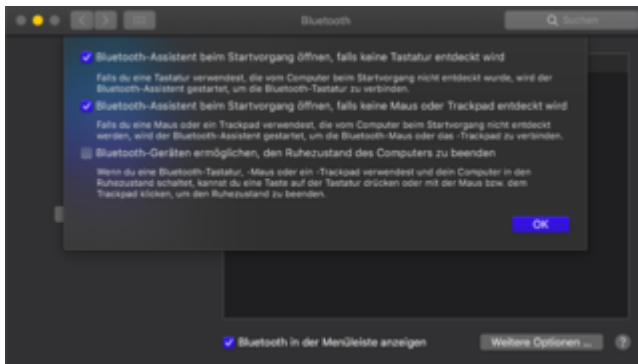 Bluetooth
Suchen
Bluetooth-Assistent beim Startvorgang öffnen, falls keine Tastatur entdeckt wird
Falls du eine Tastatur verwendest, die vom Computer beim Startvorgang nicht entdeckt wurde, wird der
Bluetooth-Assistent gestartet, um die Bluetooth-Tastatur zu verbinden.
Bluetooth-Assistent beim Startvorgang öffnen, falls keine Maus oder Trackpad entdeckt wird
Falls du eine Maus oder ein Trackpad verwendest, die vom Computer beim Startvorgang nicht entdeckt
werden, wird der Bluetooth-Assistent gestartet, um die Bluetooth-Maus oder das -Trackpad zu verbinden.
Bluetooth-Geräten ermöglichen, den Ruhezustand des Computers zu beenden
Wenn du eine Bluetooth-Tastatur, -Maus oder ein -Trackpad verwendest und dein Computer in den
Ruhezustand schaltet, kannst du eine Taste auf der Tastatur drücken oder mit der Maus bzw. dem
Trackpad klicken, um den Ruhezustand zu beenden.
OK
Bluetooth in der Menüleiste anzeigen
Weitere Optionen ...
?